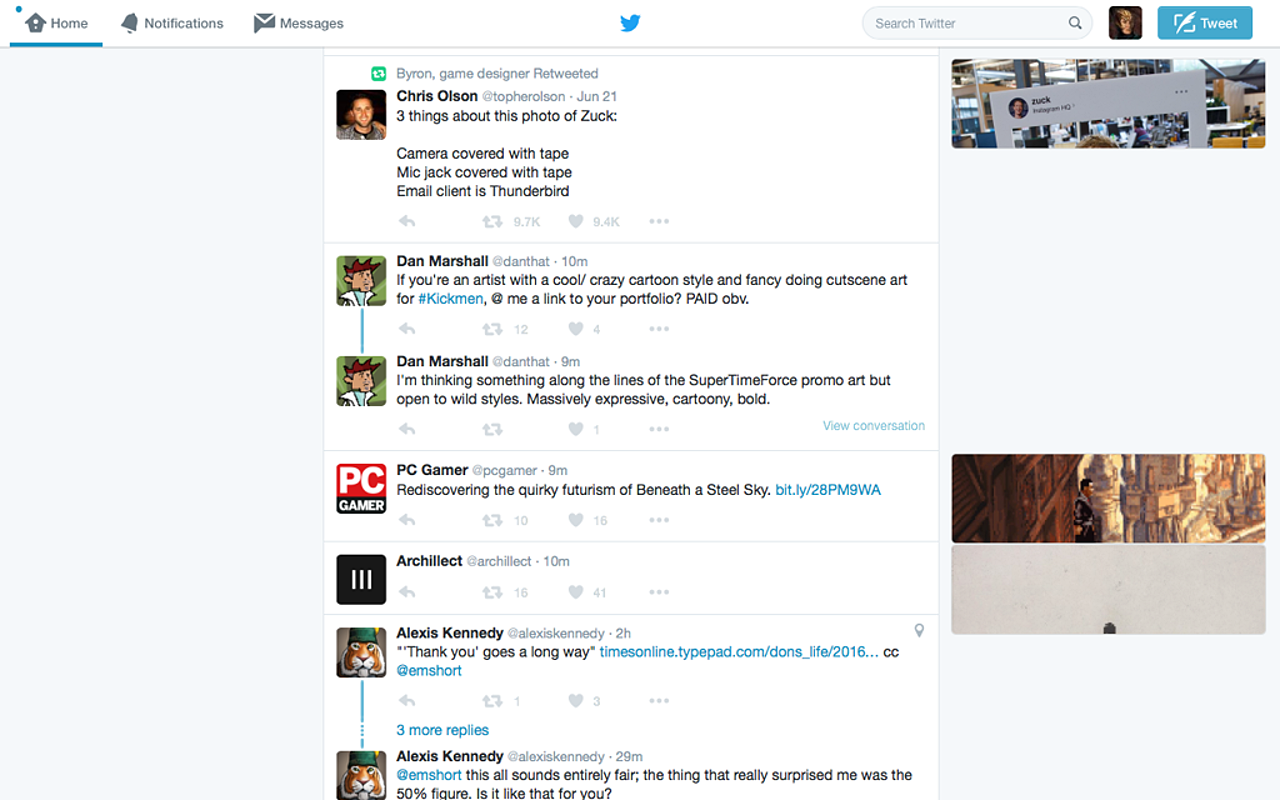 Home
Notifications
Messages
Search Twitter
Tweet
Byron, game designer Retweeted
Chris Olson @topherolson · Jun 21
3 things about this photo of Zuck:
Camera covered with tape
Mic jack covered with tape
Email client is Thunderbird
9.7K
9.4K
•••
zuck
Instagram HQ
Dan Marshall @danthat · 10m
If you're an artist with a cool/ crazy cartoon style and fancy doing cutscene art
for #Kickmen, @ me a link to your portfolio? PAID obv.
12
4
•••
Dan Marshall @danthat · 9m
I'm thinking something along the lines of the SuperTimeForce promo art but
open to wild styles. Massively expressive, cartoony, bold.
1
•••
View conversation
PC
GAMER
PC Gamer @pcgamer · 9m
Rediscovering the quirky futurism of Beneath a Steel Sky. bit.ly/28PM9WA
10
16
•••
Archillect @archillect · 10m
16
41
•••
Alexis Kennedy @alexiskennedy · 2h
"'Thank you' goes a long way" timesonline.typepad.com/dons_life/2016… cc
@emshort
1
3
•••
3 more replies
Alexis Kennedy @alexiskennedy · 29m
@emshort this all sounds entirely fair; the thing that really surprised me was the
50% figure. Is it like that for you?